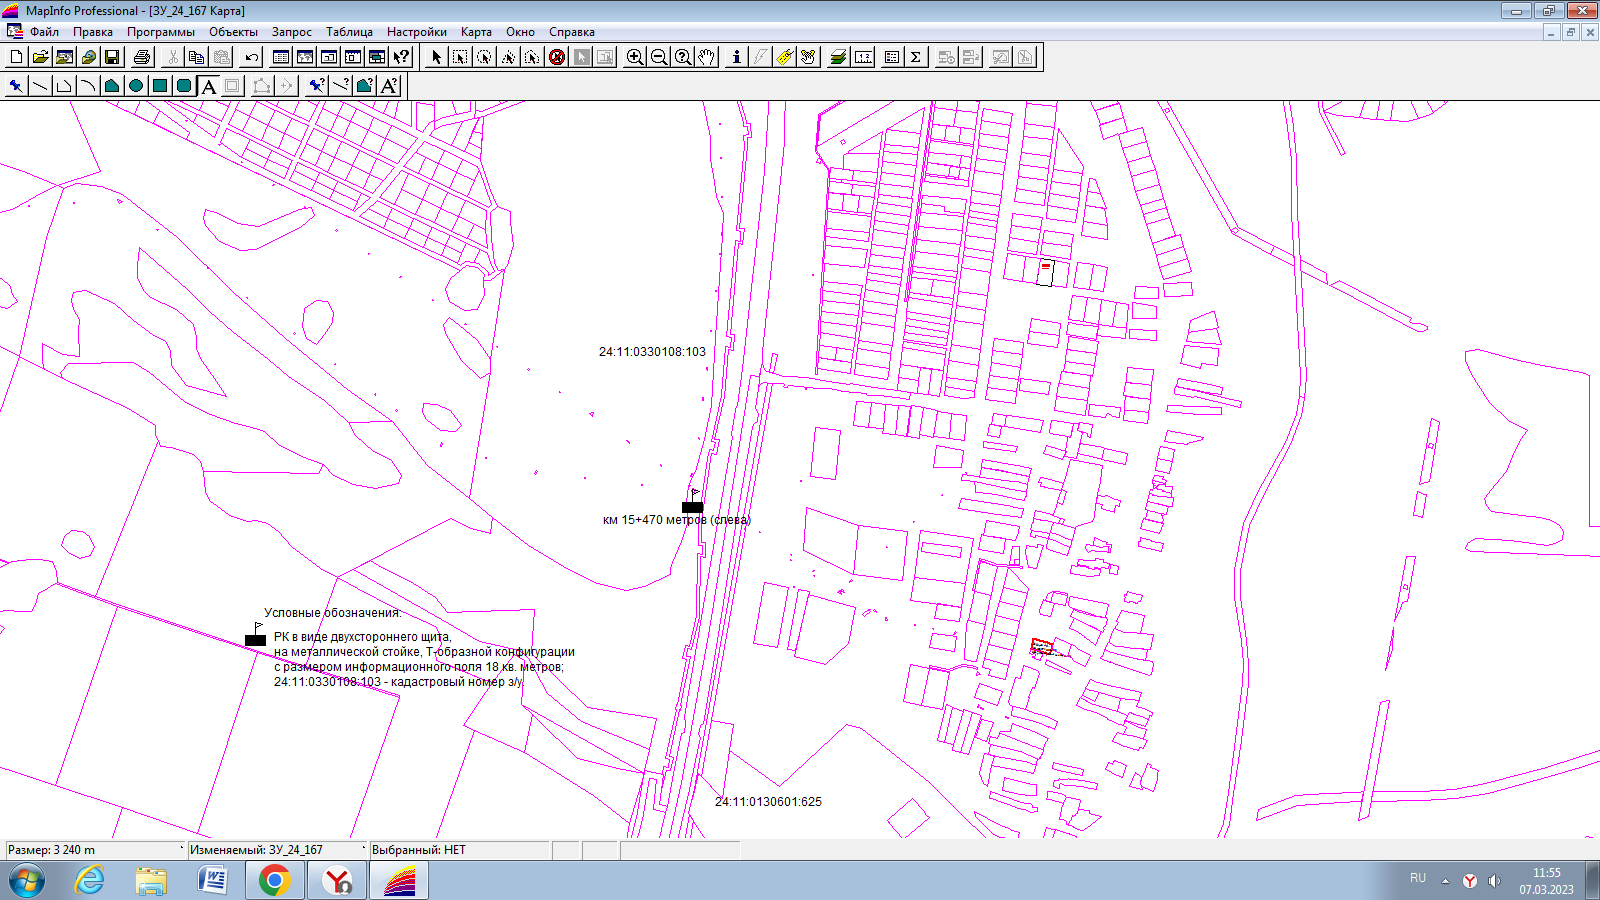 MapInfo Professional - [ЗУ_24_167 Карта]
Файл Правка Программы Объекты Запрос Таблица Настройки Карта Окно Справка
24:11:0330108:103
км 15+470 метров (слева)
Условные обозначения:
РК в виде двухстороннего щита,
на металлической стойке, Т-образной конфигурации
с размером информационного поля 18 кв. метров;
24:11:0330108:103 - кадастровый номер з/у.
24:11:0130601:625
Размер: 3 240 m Изменяемый: ЗУ_24_167 Выбранный: НЕТ
RU
11:55
07.03.2023